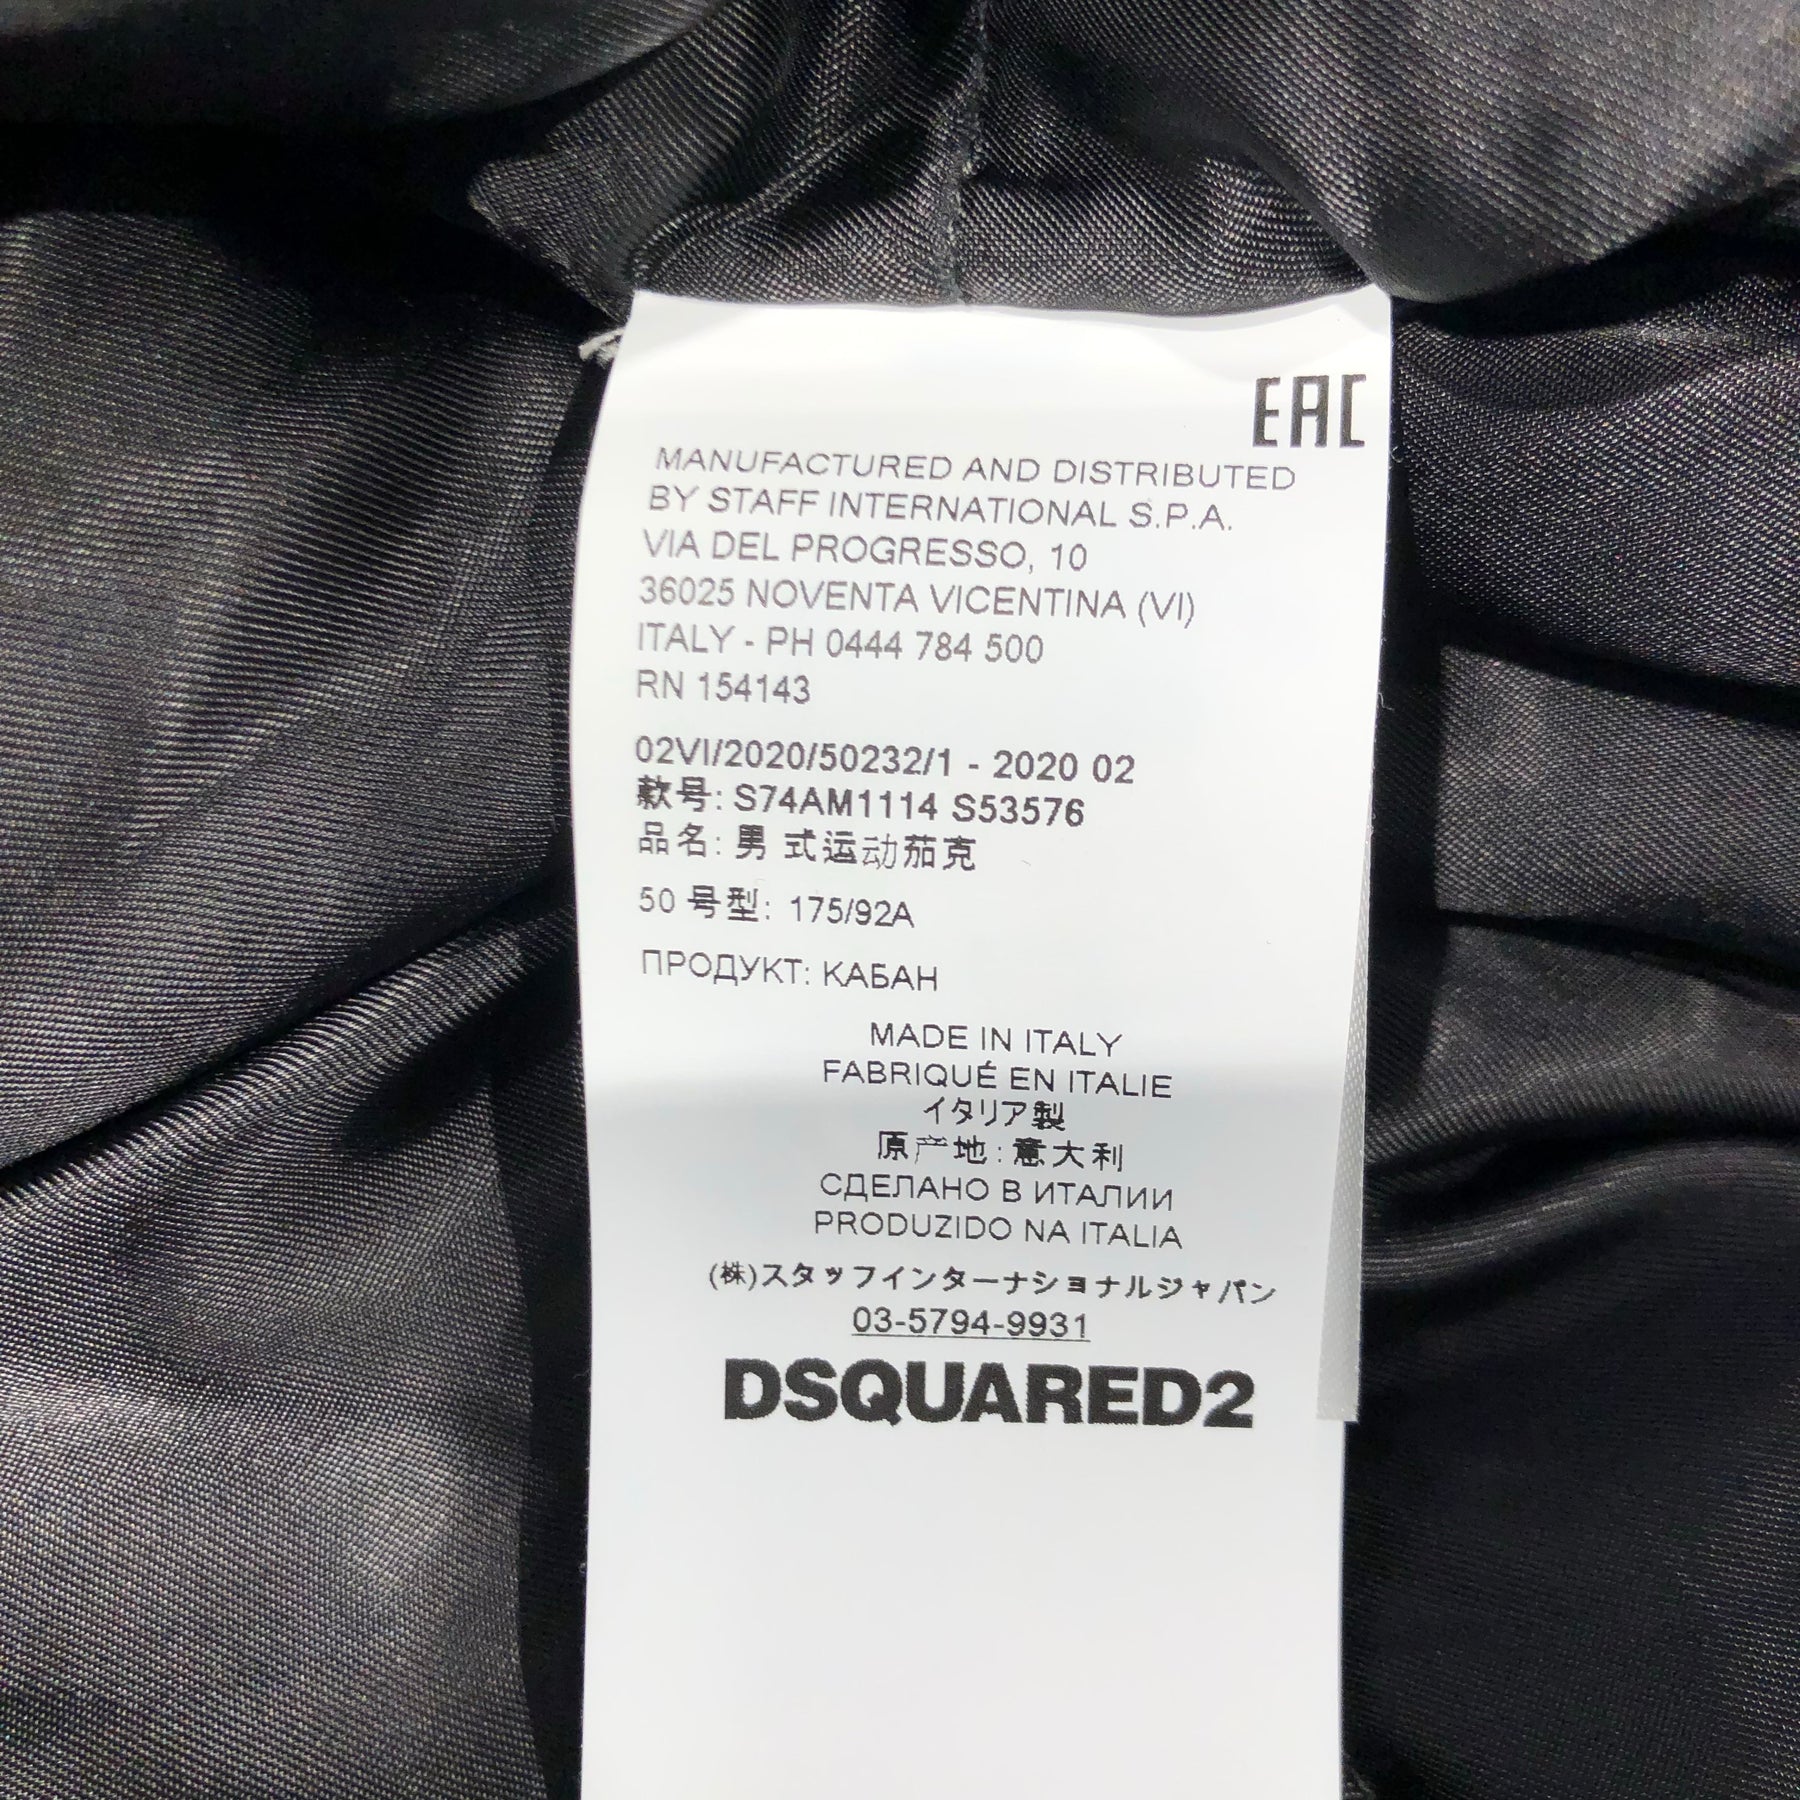 EAC
MANUFACTURED AND DISTRIBUTED
BY STAFF INTERNATIONAL S.P.A.
VIA DEL PROGRESSO, 10
36025 NOVENTA VICENTINA (VI)
ITALY - PH 0444 784 500
RN 154143
02VI/2020/50232/1 - 2020 02
款号: S74AM1114 S53576
品名: 男 式运动茄克
50 号型: 175/92A
ПРОДУКТ: КАБАН
MADE IN ITALY
FABRIQUÉ EN ITALIE
イタリア製
原产地:意大利
СДЕЛАНО В ИТАЛИИ
PRODUZIDO NA ITALIA
(株)スタッフインターナショナルジャパン
03-5794-9931
DSQUARED2